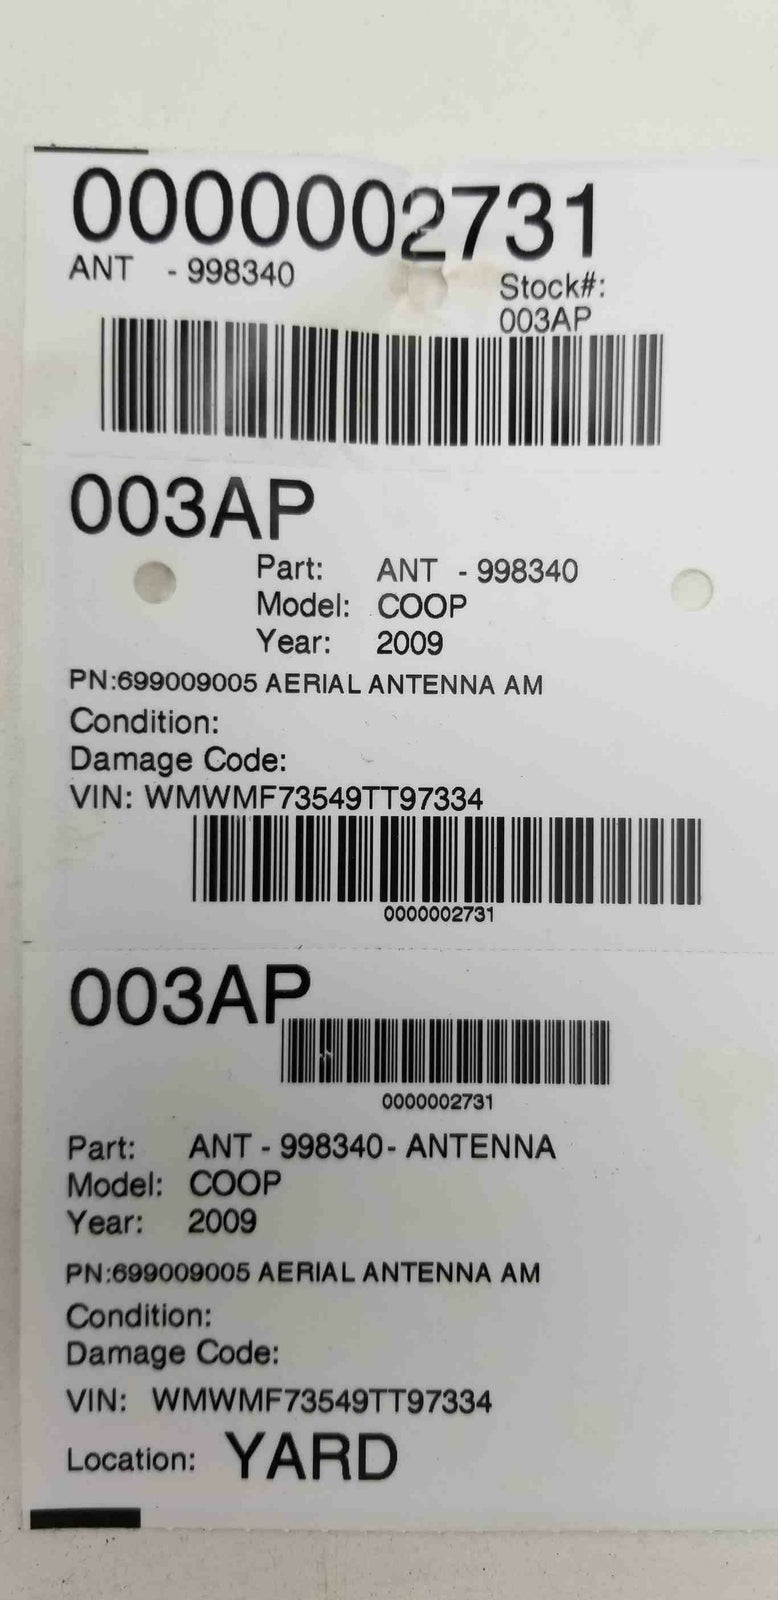 0000002731
ANT - 998340
Stock#:
003AP
003AP
Part: ANT - 998340
Model: COOP
Year: 2009
PN:699009005 AERIAL ANTENNA AM
Condition:
Damage Code:
VIN: WMWMF73549TT97334
0000002731
003AP
0000002731
Part: ANT - 998340- ANTENNA
Model: COOP
Year: 2009
PN:699009005 AERIAL ANTENNA AM
Condition:
Damage Code:
VIN: WMWMF73549TT97334
Location: YARD